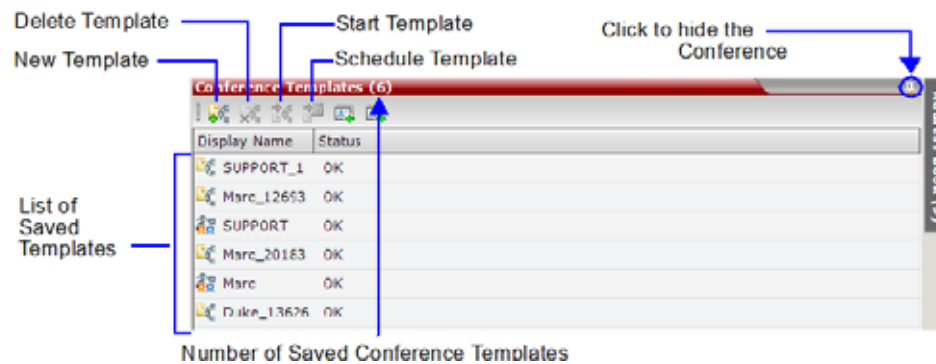 Delete Template
Start Template
Click to hide the
Conference
New Template
Schedule Template
Conference Templates (6)
Display Name Status
SUPPORT_1 OK
Marc_12693 OK
SUPPORT OK
Marc_20183 OK
Marc OK
Duke_13626 OK
List of
Saved
Templates
Number of Saved Conference Templates